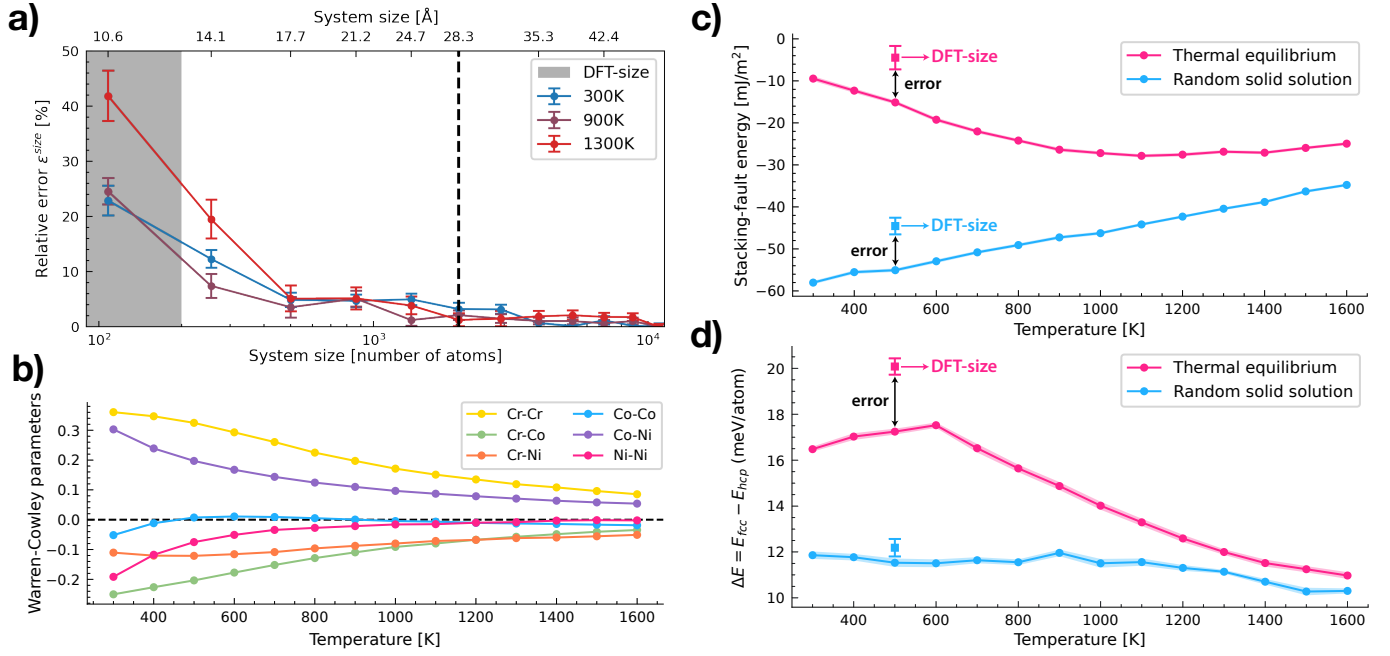 a)
System size [Å]
10.6 14.1 17.7 21.2 24.7 28.3 35.3 42.4
50
40
30
20
10
0
Relative error ε^size [%]
DFT-size
300K
900K
1300K
10² 10³ 10⁴
System size [number of atoms]
b)
Warren-Cowley parameters
0.3
0.2
0.1
0.0
−0.1
−0.2
Cr-Cr Co-Co
Cr-Co Co-Ni
Cr-Ni Ni-Ni
400 600 800 1000 1200 1400 1600
Temperature [K]
c)
Stacking-fault energy [mJ/m²]
0
−10
−20
−30
−40
−50
−60
DFT-size
error
DFT-size
error
Thermal equilibrium
Random solid solution
400 600 800 1000 1200 1400 1600
Temperature [K]
d)
ΔE = E_fcc − E_hcp (meV/atom)
20
18
16
14
12
10
DFT-size
error
Thermal equilibrium
Random solid solution
400 600 800 1000 1200 1400 1600
Temperature [K]